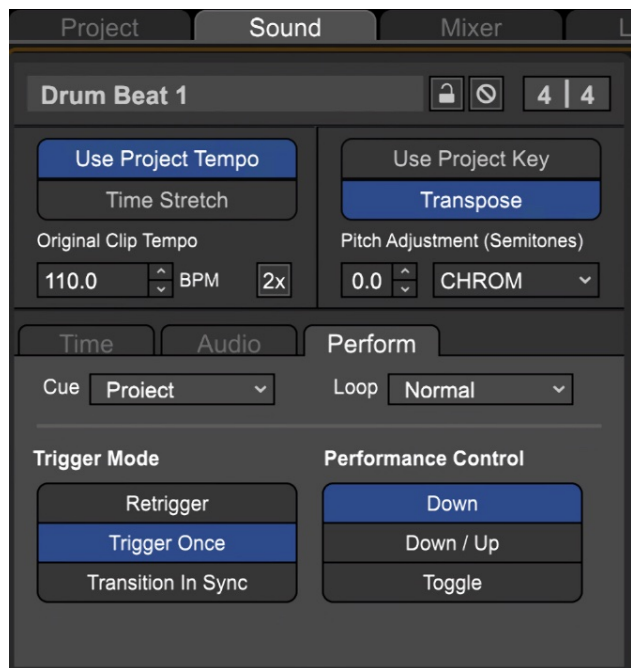 Project Sound Mixer L
Drum Beat 1 4 | 4
Use Project Tempo Use Project Key
Time Stretch Transpose
Original Clip Tempo Pitch Adjustment (Semitones)
110.0 BPM 2x 0.0 CHROM
Time Audio Perform
Cue Proiect Loop Normal
Trigger Mode Performance Control
Retrigger Down
Trigger Once Down / Up
Transition In Sync Toggle